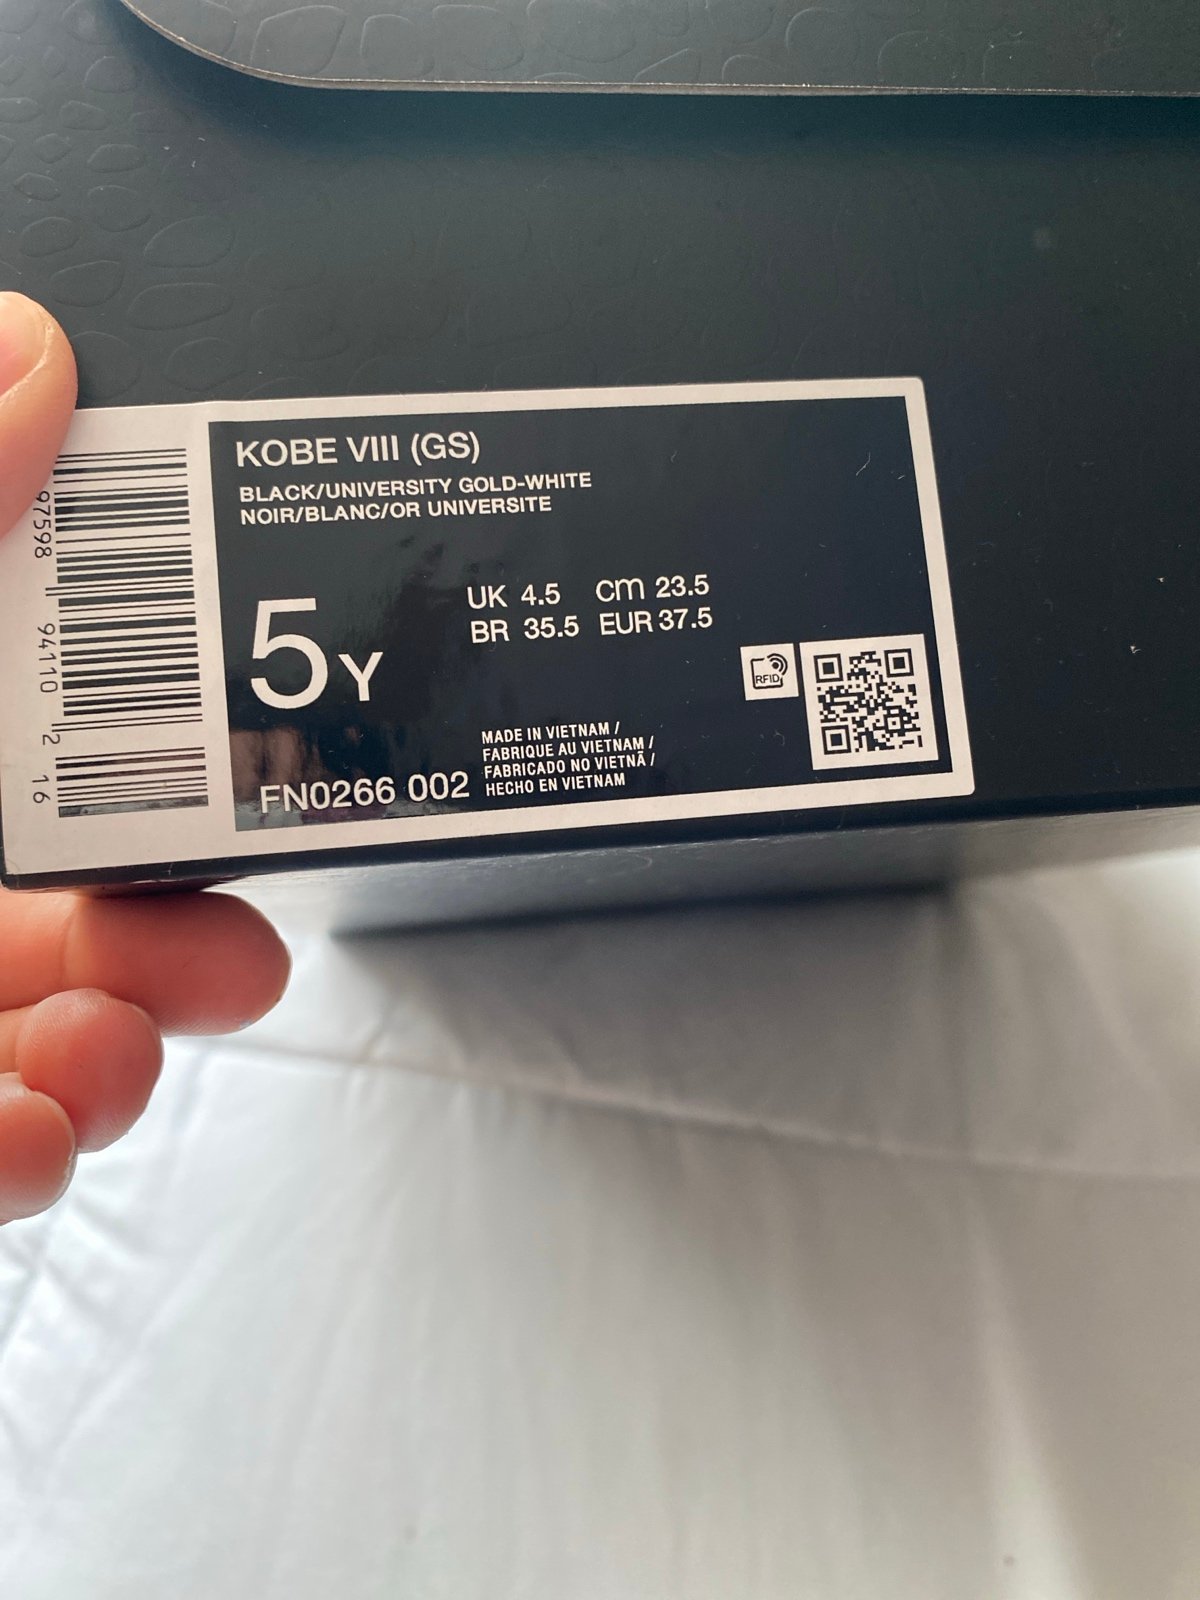 KOBE VIII (GS)
BLACK/UNIVERSITY GOLD-WHITE
NOIR/BLANC/OR UNIVERSITE
5Y
UK 4.5 cm 23.5
BR 35.5 EUR 37.5
RFID
MADE IN VIETNAM /
FABRIQUE AU VIETNAM /
FABRICADO NO VIETNÃ /
HECHO EN VIETNAM
FN0266 002
97598 94110 2 16